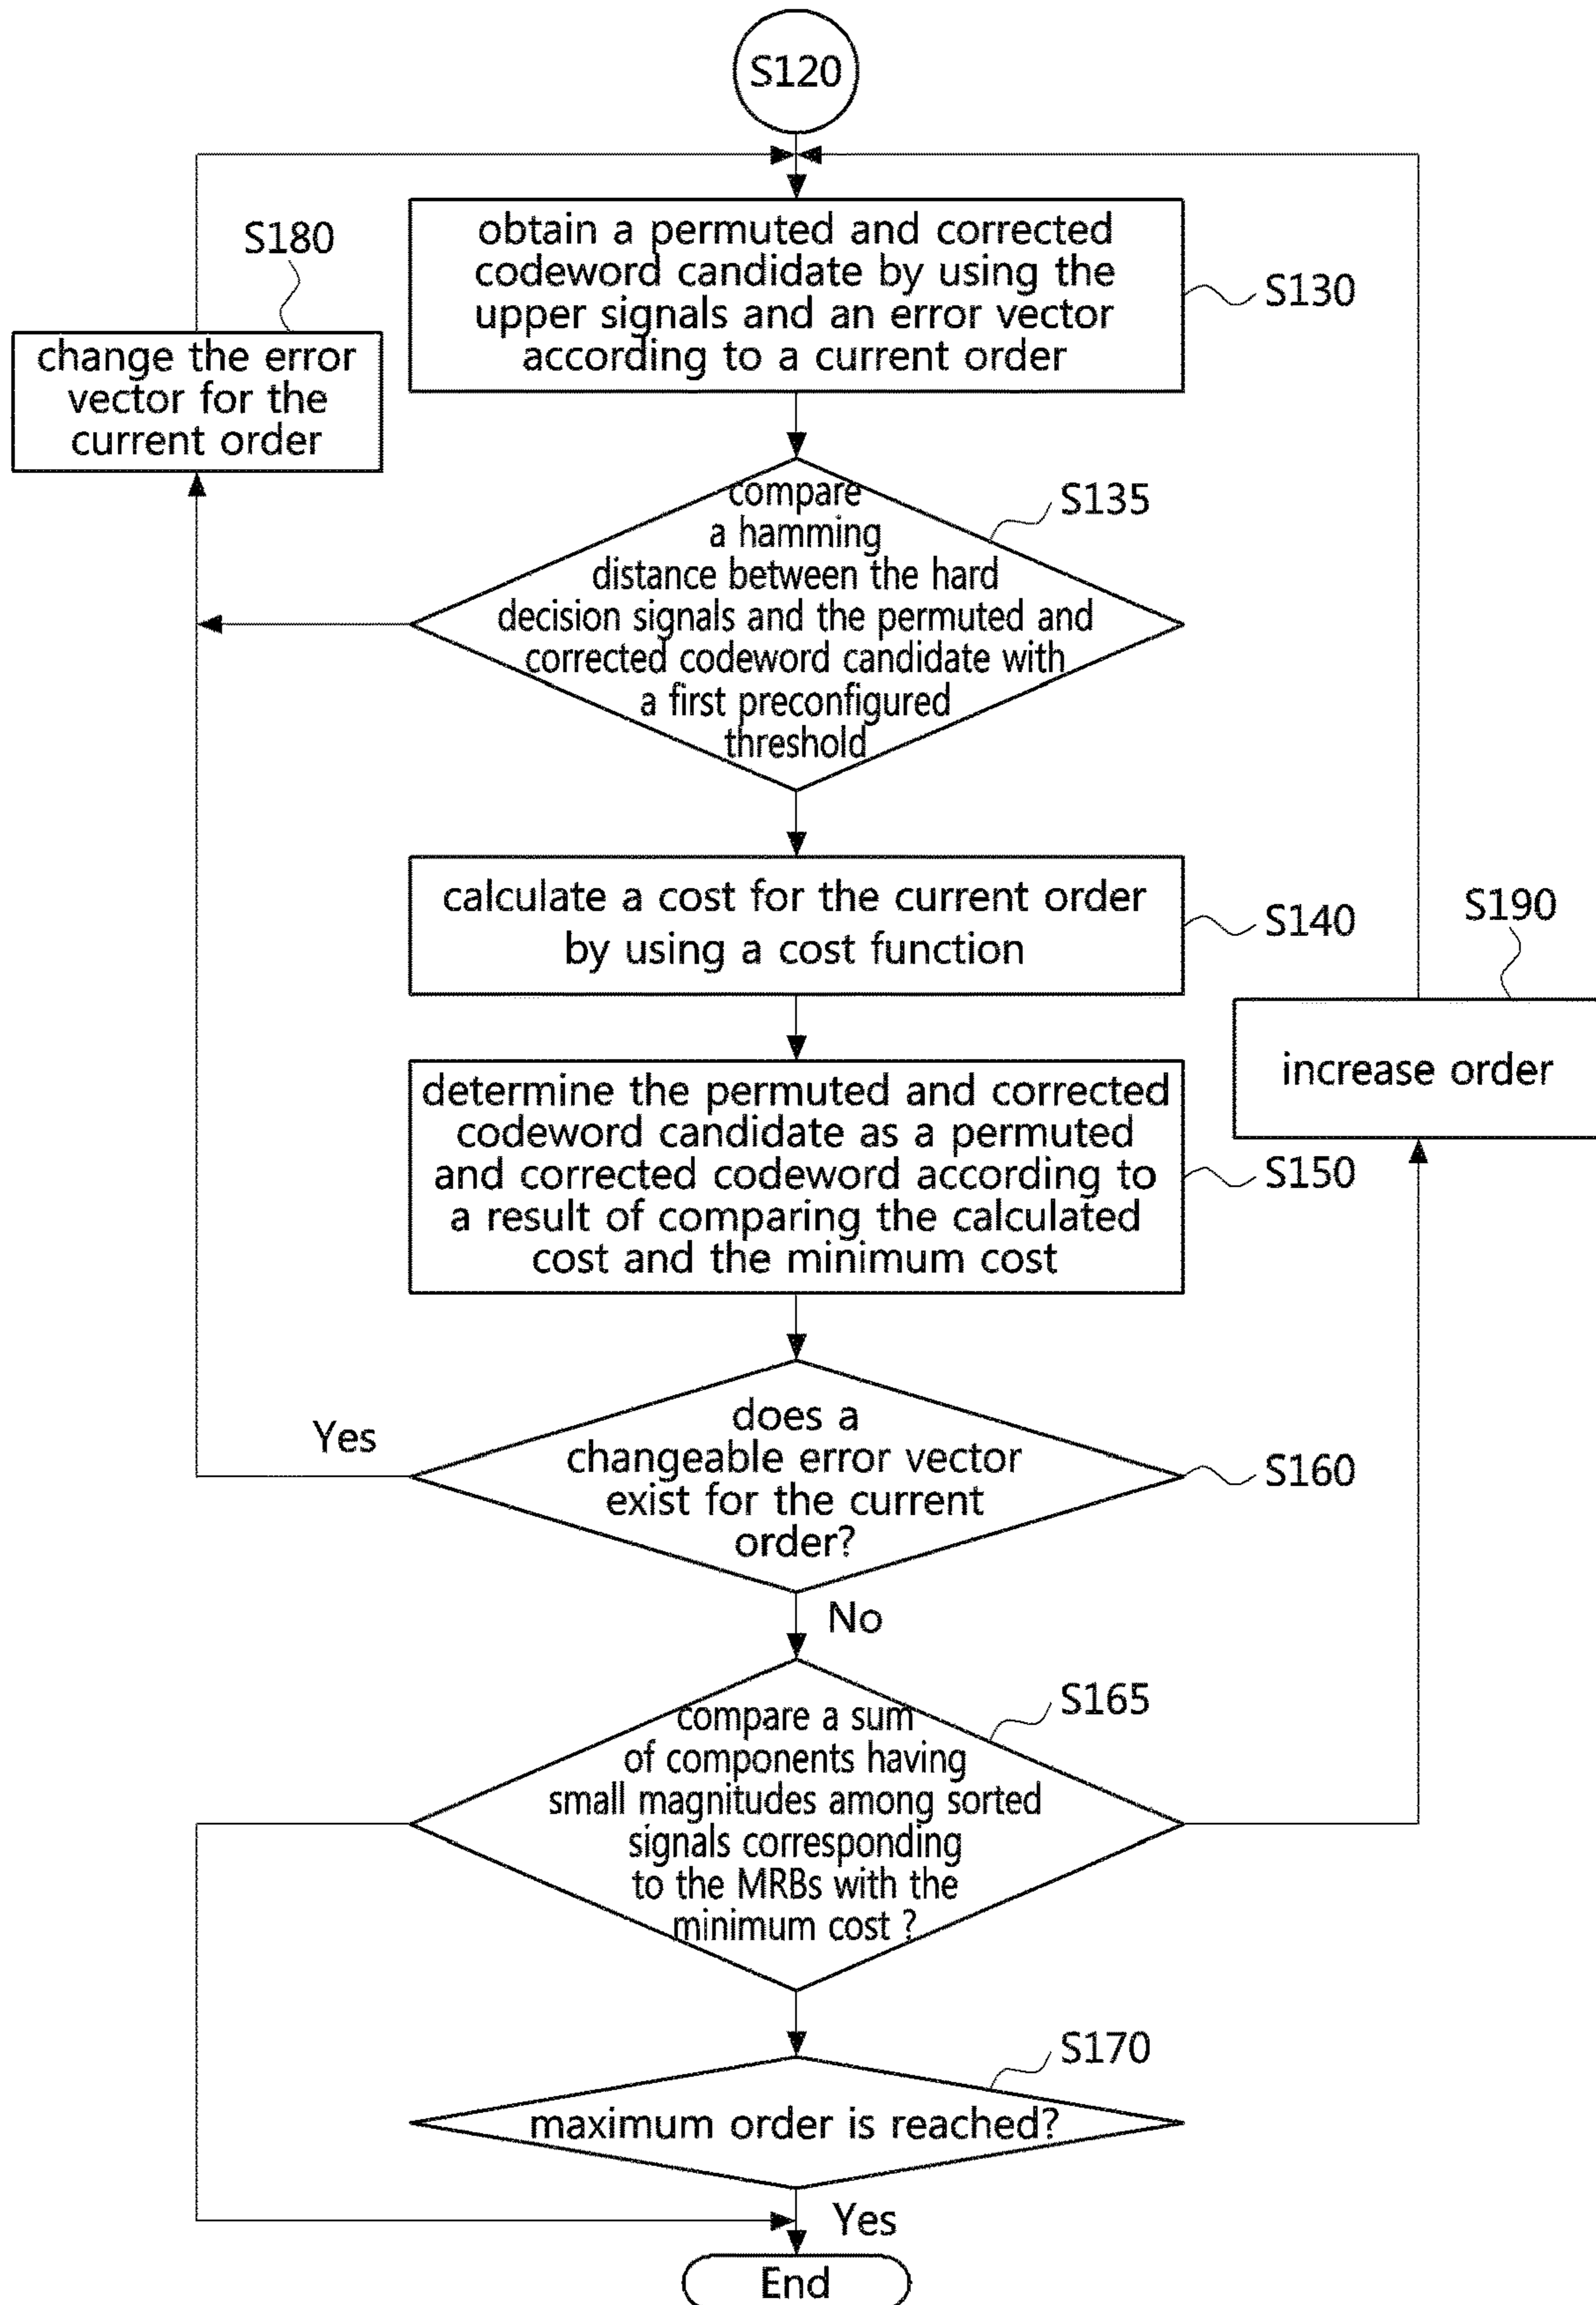 S120
obtain a permuted and corrected
codeword candidate by using the
upper signals and an error vector
according to a current order
S130
S180
change the error
vector for the
current order
compare
a hamming
distance between the hard
decision signals and the permuted and
corrected codeword candidate with
a first preconfigured
threshold
S135
calculate a cost for the current order
by using a cost function
S140
S190
increase order
determine the permuted and corrected
codeword candidate as a permuted
and corrected codeword according to
a result of comparing the calculated
cost and the minimum cost
S150
Yes
does a
changeable error vector
exist for the current
order?
S160
No
compare a sum
of components having
small magnitudes among sorted
signals corresponding
to the MRBs with the
minimum cost ?
S165
S170
maximum order is reached?
Yes
End